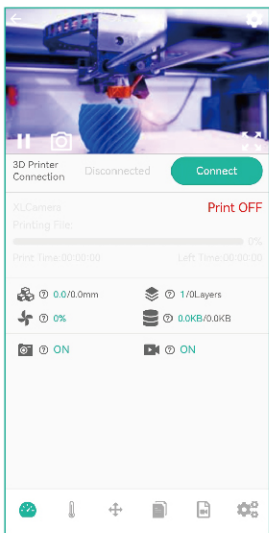 3D Printer
Connection
Disconnected
Connect
XLCamera
Print OFF
Printing File:
0%
Print Time:00:00:00
Left Time:00:00:00
0.0/0.0mm
1/0Layers
0%
0.0KB/0.0KB
ON
ON